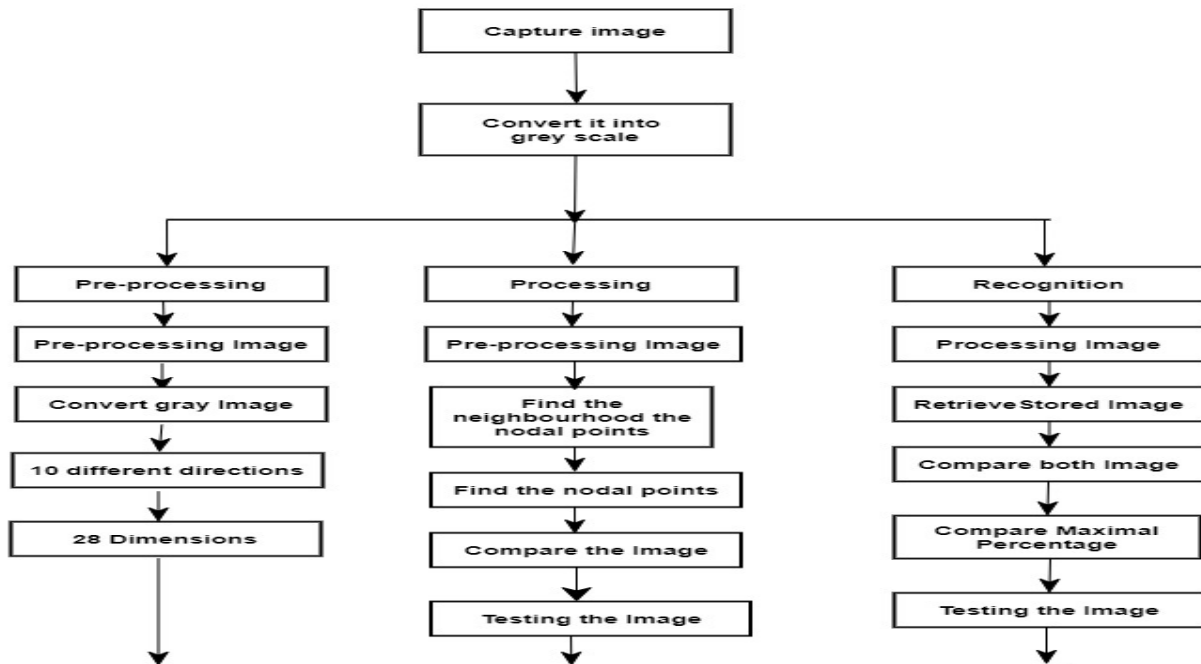 Capture image
Convert it into
grey scale
Pre-processing
Pre-processing Image
Convert gray Image
10 different directions
28 Dimensions
Processing
Pre-processing Image
Find the
neighbourhood the
nodal points
Find the nodal points
Compare the Image
Testing the Image
Recognition
Processing Image
RetrieveStored Image
Compare both Image
Compare Maximal
Percentage
Testing the Image